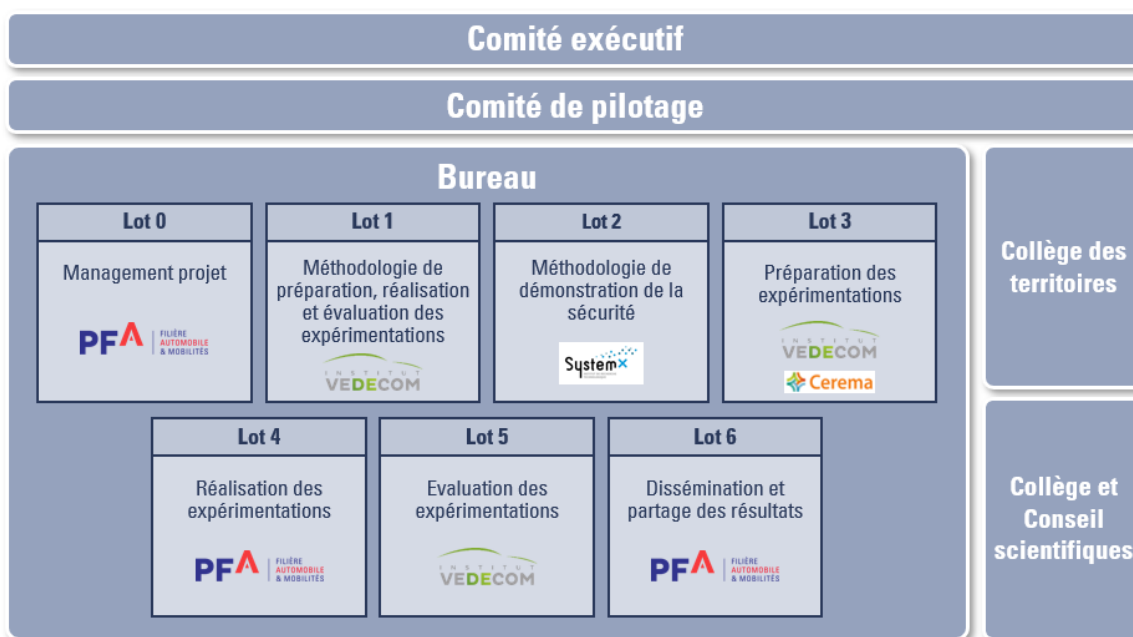 Comité exécutif
Comité de pilotage
Bureau
Lot 0
Management projet
PFA FILIÈRE
AUTOMOBILE
& MOBILITÉS
Lot 1
Méthodologie de
préparation, réalisation
et évaluation des
expérimentations
INSTITUT
VEDECOM
Lot 2
Méthodologie de
démonstration de la
sécurité
SystemX
Lot 3
Préparation des
expérimentations
INSTITUT
VEDECOM
Cerema
Lot 4
Réalisation des
expérimentations
PFA FILIÈRE
AUTOMOBILE
& MOBILITÉS
Lot 5
Evaluation des
expérimentations
INSTITUT
VEDECOM
Lot 6
Dissémination et
partage des résultats
PFA FILIÈRE
AUTOMOBILE
& MOBILITÉS
Collège des
territoires
Collège et
Conseil
scientifiques